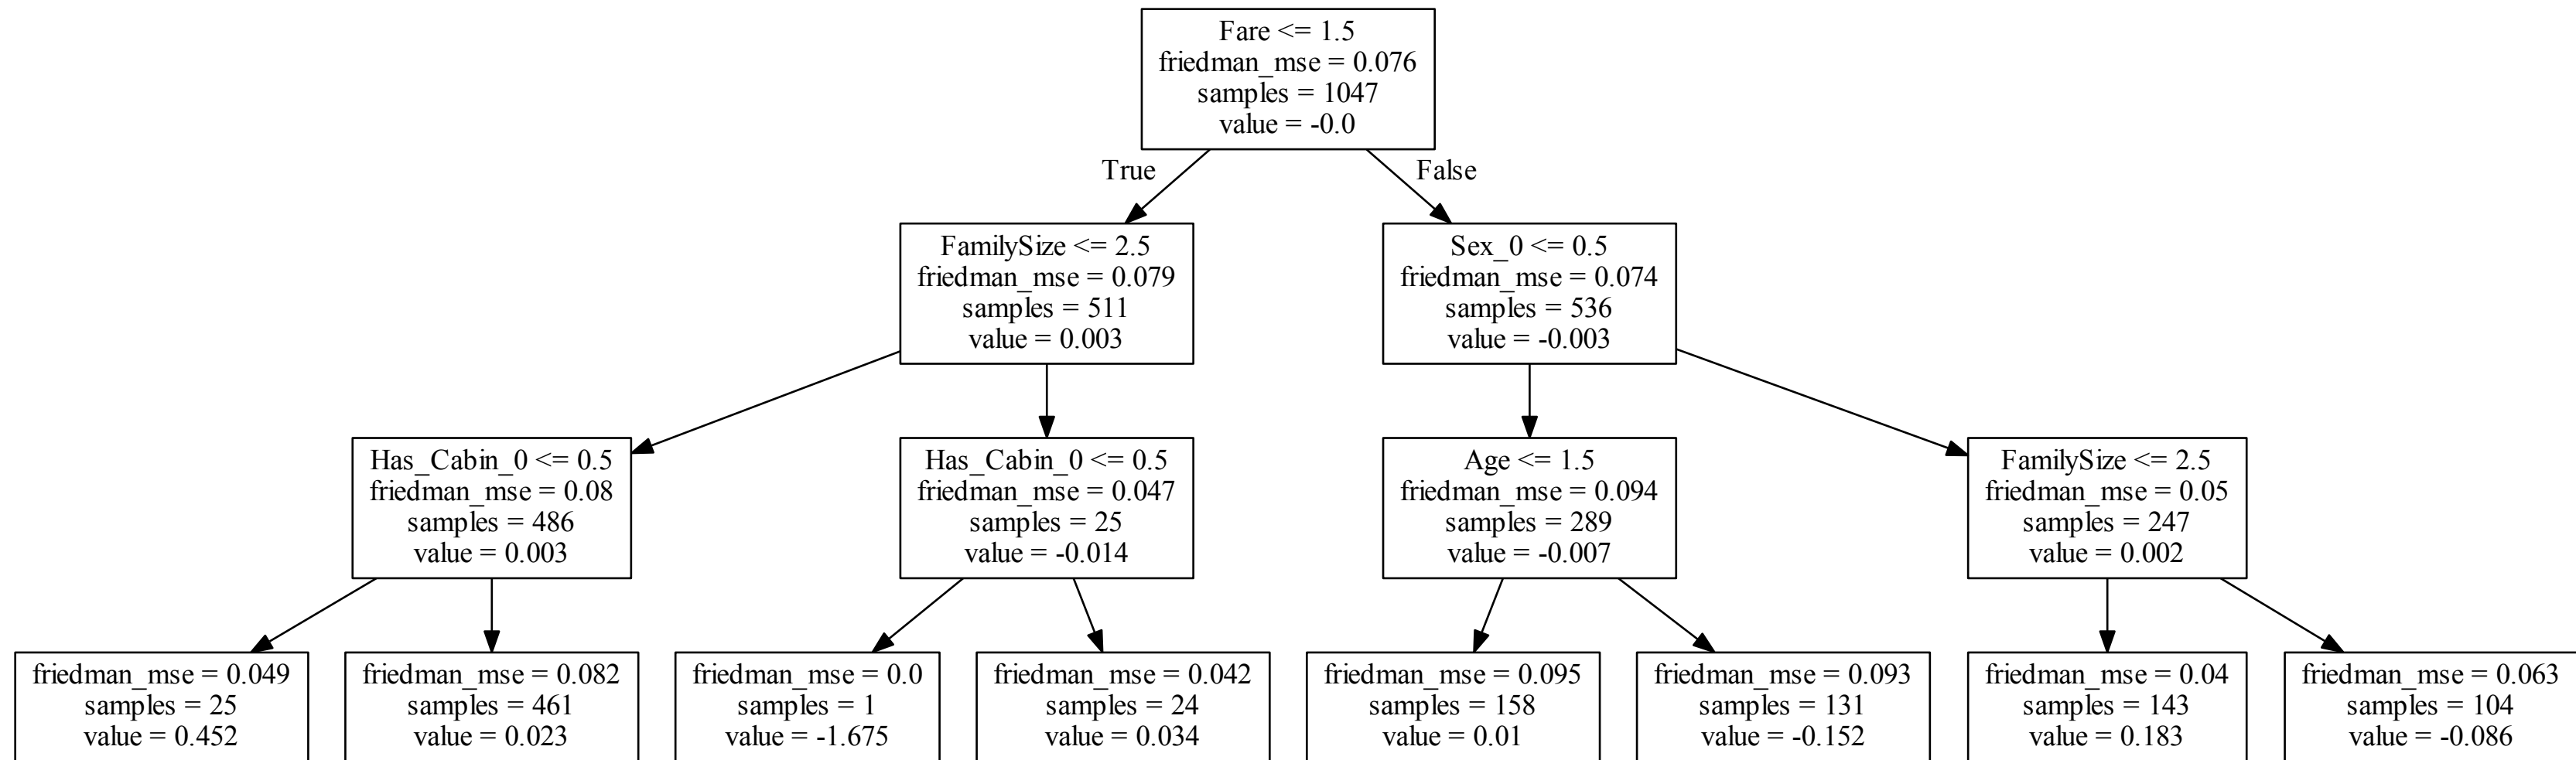 Fare <= 1.5
friedman_mse = 0.076
samples = 1047
value = -0.0
True
False
FamilySize <= 2.5
friedman_mse = 0.079
samples = 511
value = 0.003
Sex_0 <= 0.5
friedman_mse = 0.074
samples = 536
value = -0.003
Has_Cabin_0 <= 0.5
friedman_mse = 0.08
samples = 486
value = 0.003
Has_Cabin_0 <= 0.5
friedman_mse = 0.047
samples = 25
value = -0.014
Age <= 1.5
friedman_mse = 0.094
samples = 289
value = -0.007
FamilySize <= 2.5
friedman_mse = 0.05
samples = 247
value = 0.002
friedman_mse = 0.049
samples = 25
value = 0.452
friedman_mse = 0.082
samples = 461
value = 0.023
friedman_mse = 0.0
samples = 1
value = -1.675
friedman_mse = 0.042
samples = 24
value = 0.034
friedman_mse = 0.095
samples = 158
value = 0.01
friedman_mse = 0.093
samples = 131
value = -0.152
friedman_mse = 0.04
samples = 143
value = 0.183
friedman_mse = 0.063
samples = 104
value = -0.086